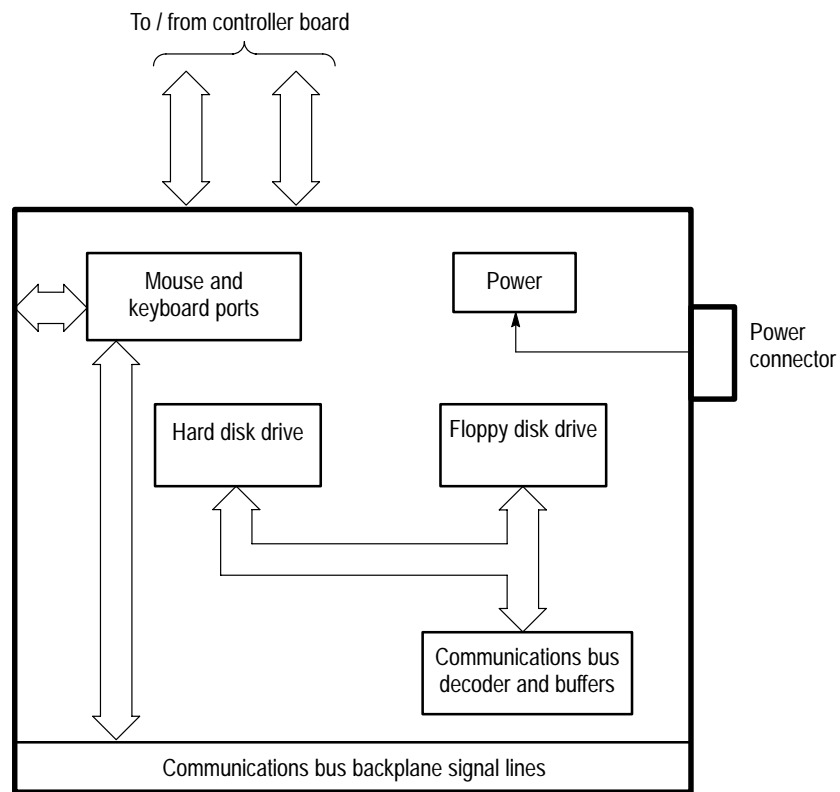 To / from controller board
Mouse and
keyboard ports
Power
Power
connector
Hard disk drive
Floppy disk drive
Communications bus
decoder and buffers
Communications bus backplane signal lines